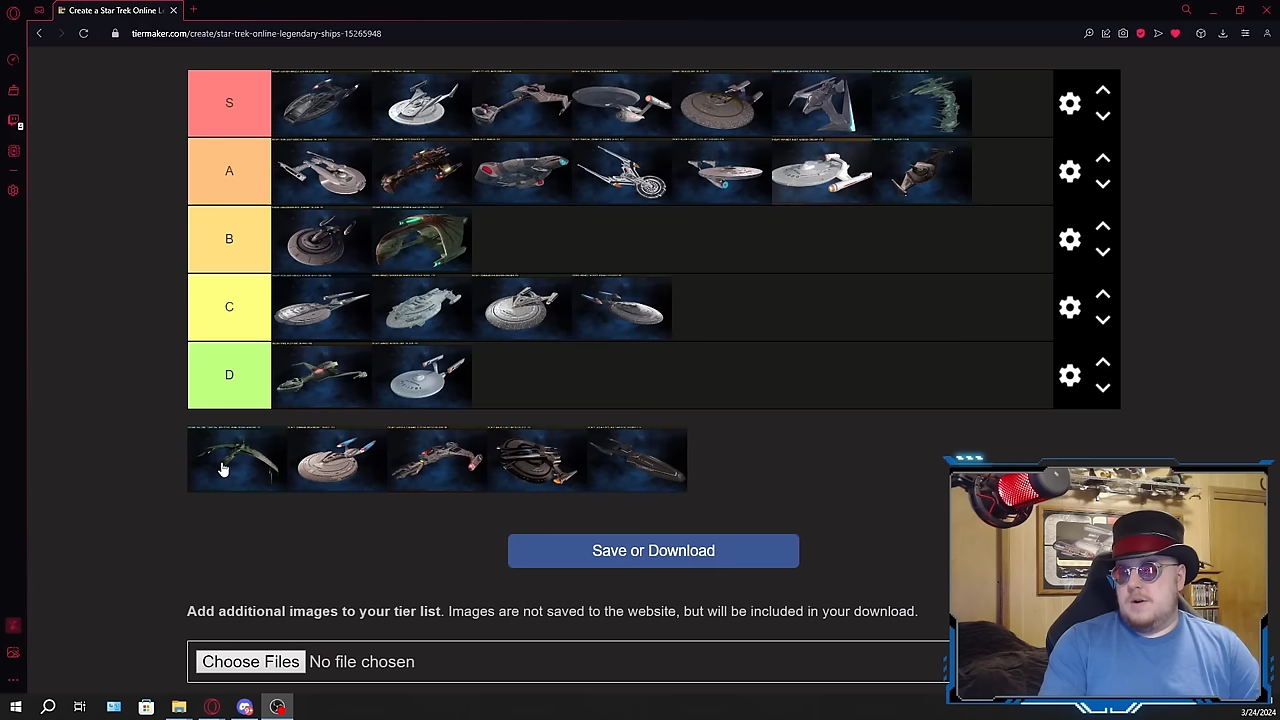 Create a Star Trek Online L
tiermaker.com/create/star-trek-online-legendary-ships-15265948
S
A
B
C
D
Save or Download
Add additional images to your tier list. Images are not saved to the website, but will be included in your download.
Choose Files No file chosen
3/24/2024